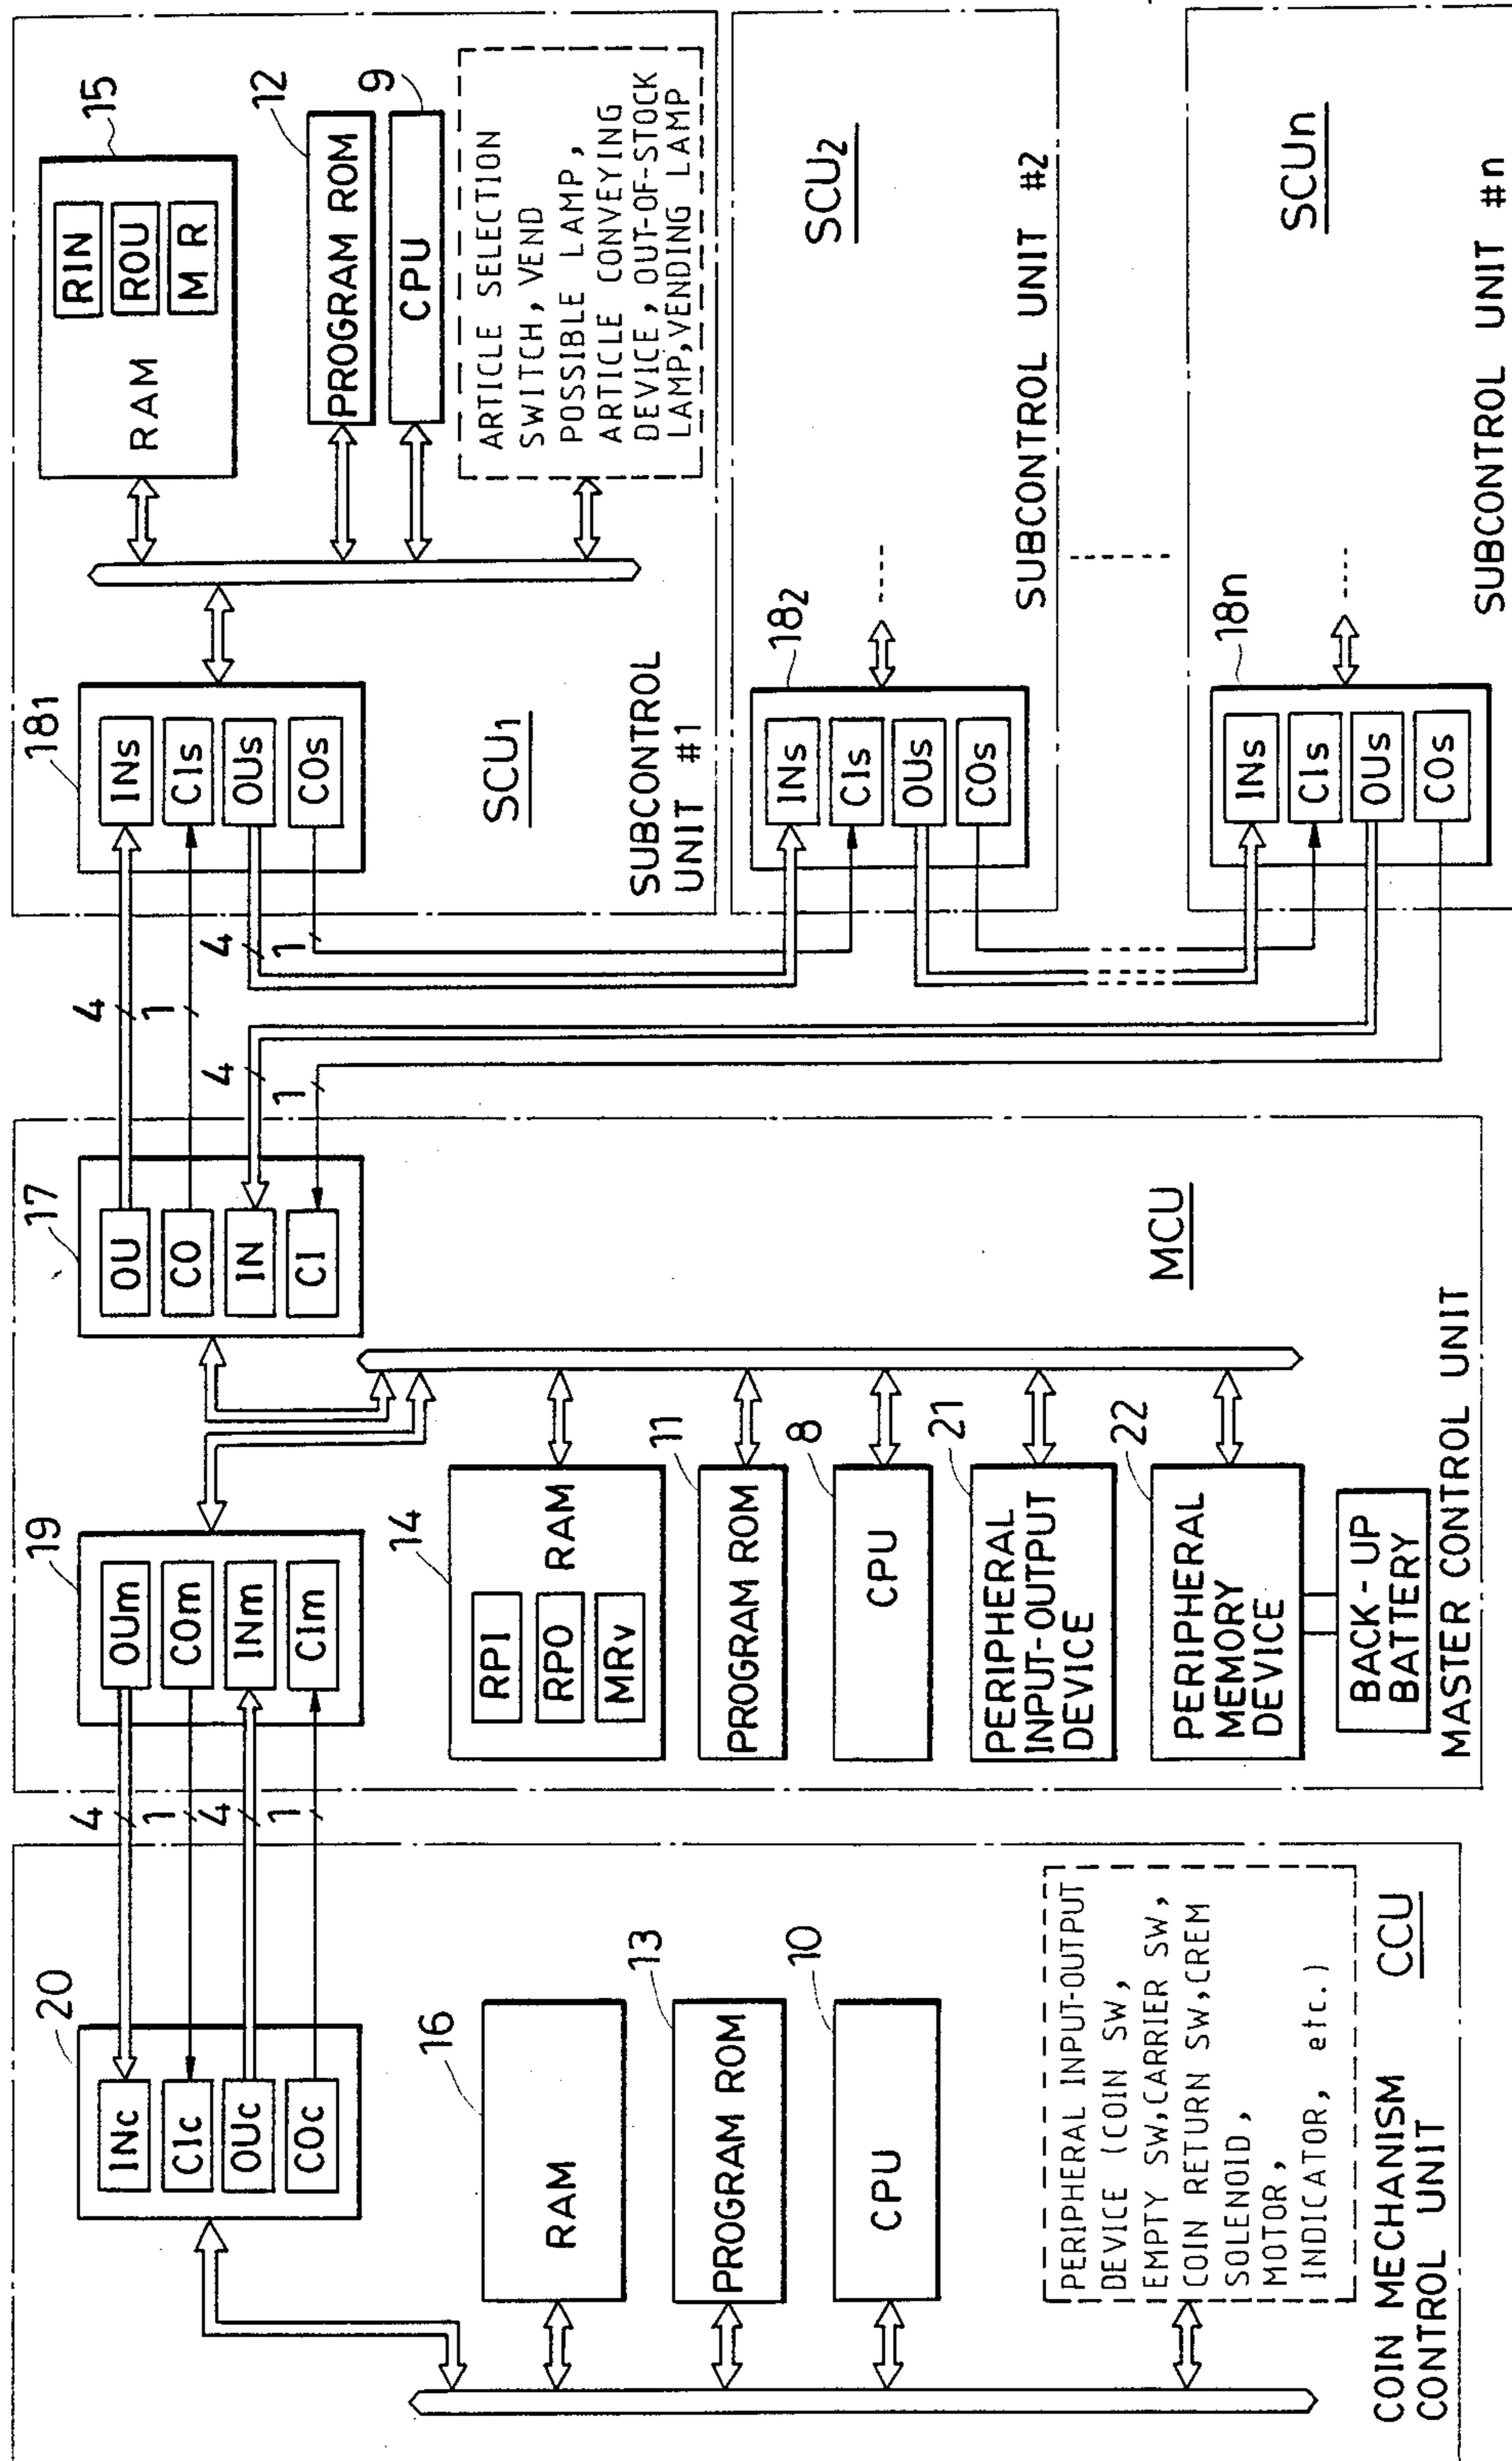 20
INc
CIc
OUc
COc
16
RAM
13
PROGRAM ROM
10
CPU
PERIPHERAL INPUT-OUTPUT
DEVICE (COIN SW,
EMPTY SW,CARRIER SW,
COIN RETURN SW,CREM
SOLENOID,
MOTOR,
INDICATOR, etc.)
CCU
COIN MECHANISM
CONTROL UNIT
4
1
4
1
19
OUm
COm
INm
CIm
17
OU
CO
IN
CI
14
RPI
RPO
MRv
RAM
11
PROGRAM ROM
8
CPU
21
PERIPHERAL
INPUT-OUTPUT
DEVICE
22
PERIPHERAL
MEMORY
DEVICE
BACK-UP
BATTERY
MCU
MASTER CONTROL UNIT
4
1
4
1
4
1
181
INs
CIs
OUs
COs
SCU1
SUBCONTROL
UNIT #1
15
RIN
ROU
M R
RAM
12
PROGRAM ROM
9
CPU
ARTICLE SELECTION
SWITCH, VEND
POSSIBLE LAMP,
ARTICLE CONVEYING
DEVICE, OUT-OF-STOCK
LAMP,VENDING LAMP
182
INs
CIs
OUs
COs
SCU2
SUBCONTROL UNIT #2
18n
INs
CIs
OUs
COs
SCUn
SUBCONTROL UNIT #n